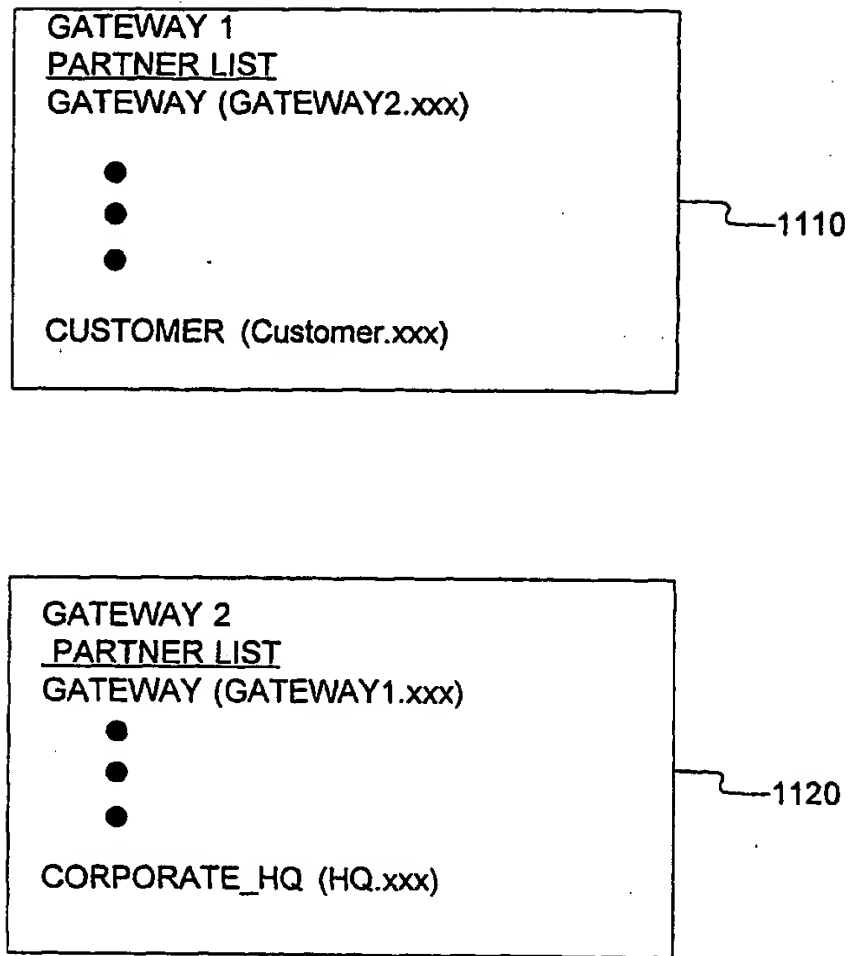 GATEWAY 1
PARTNER LIST
GATEWAY (GATEWAY2.xxx)
CUSTOMER (Customer.xxx)
1110
GATEWAY 2
PARTNER LIST
GATEWAY (GATEWAY1.xxx)
CORPORATE_HQ (HQ.xxx)
1120